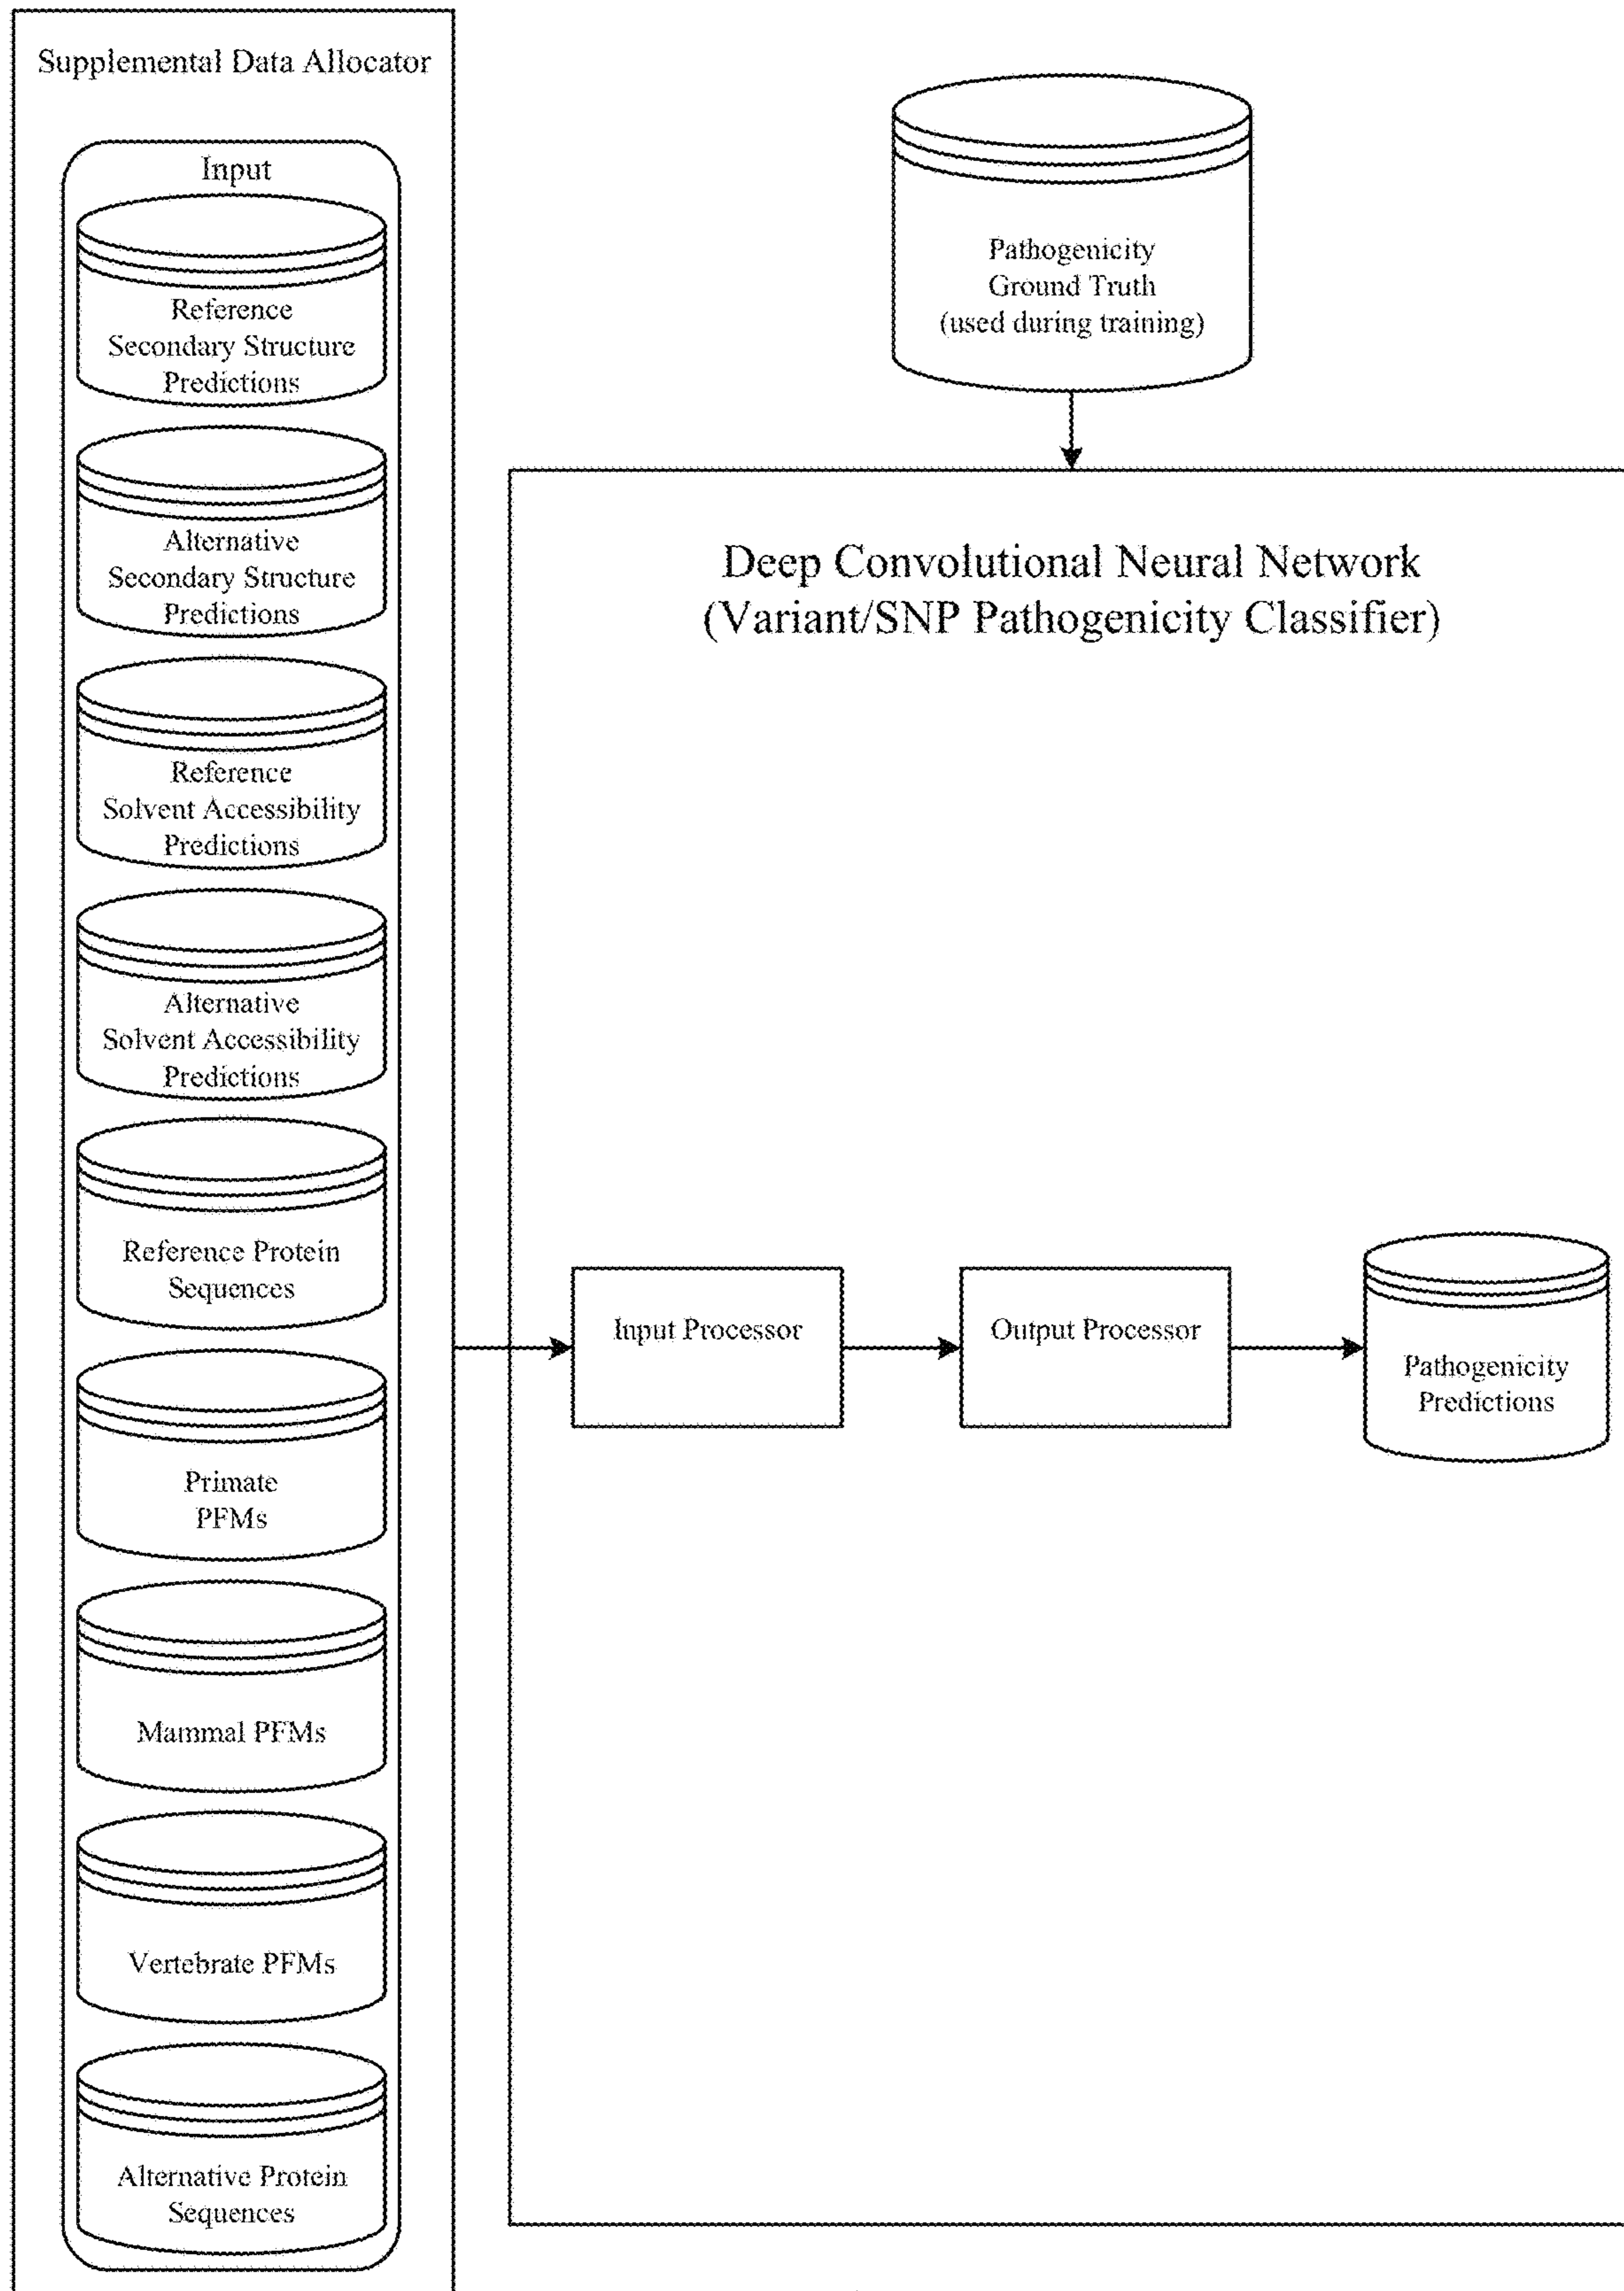 Supplemental Data Allocator
Input
Reference
Secondary Structure
Predictions
Alternative
Secondary Structure
Predictions
Reference
Solvent Accessibility
Predictions
Alternative
Solvent Accessibility
Predictions
Reference Protein
Sequences
Primate
PFMs
Mammal PFMs
Vertebrate PFMs
Alternative Protein
Sequences
Pathogenicity
Ground Truth
(used during training)
Deep Convolutional Neural Network
(Variant/SNP Pathogenicity Classifier)
Input Processor
Output Processor
Pathogenicity
Predictions